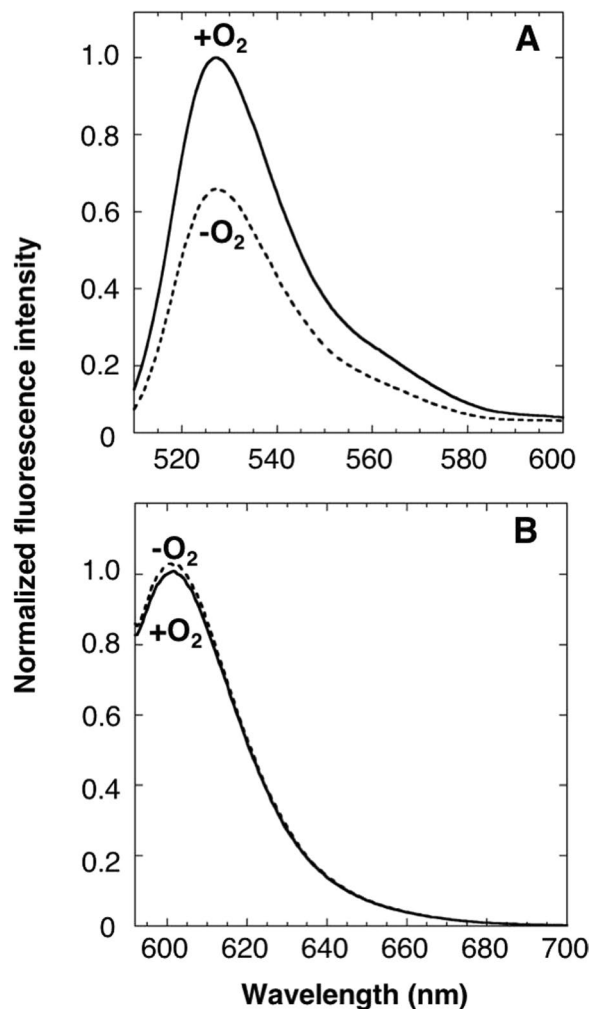 Normalized fluorescence intensity
A
+O₂
-O₂
1.0
0.8
0.6
0.4
0.2
0
520 540 560 580 600
B
-O₂
+O₂
1.0
0.8
0.6
0.4
0.2
0
600 620 640 660 680 700
Wavelength (nm)